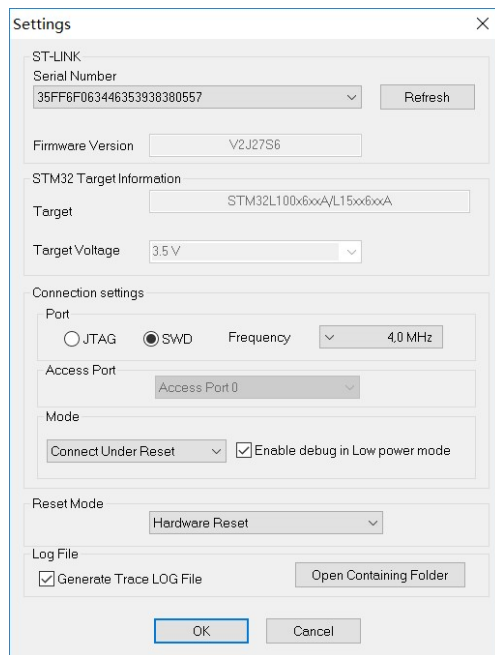 Settings
ST-LINK
Serial Number
35FF6F063446353938380557
Refresh
Firmware Version
V2J27S6
STM32 Target Information
Target
STM32L100x6xxA/L15xx6xxA
Target Voltage
3.5 V
Connection settings
Port
JTAG
SWD
Frequency
4,0 MHz
Access Port
Access Port 0
Mode
Connect Under Reset
Enable debug in Low power mode
Reset Mode
Hardware Reset
Log File
Generate Trace LOG File
Open Containing Folder
OK
Cancel